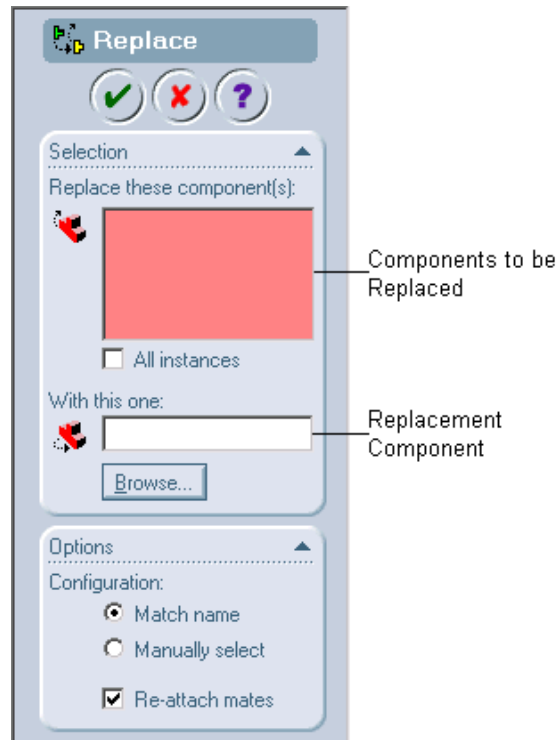 Replace
?
Selection
Replace these component(s):
Components to be
Replaced
All instances
With this one:
Replacement
Component
Browse...
Options
Configuration:
Match name
Manually select
Re-attach mates